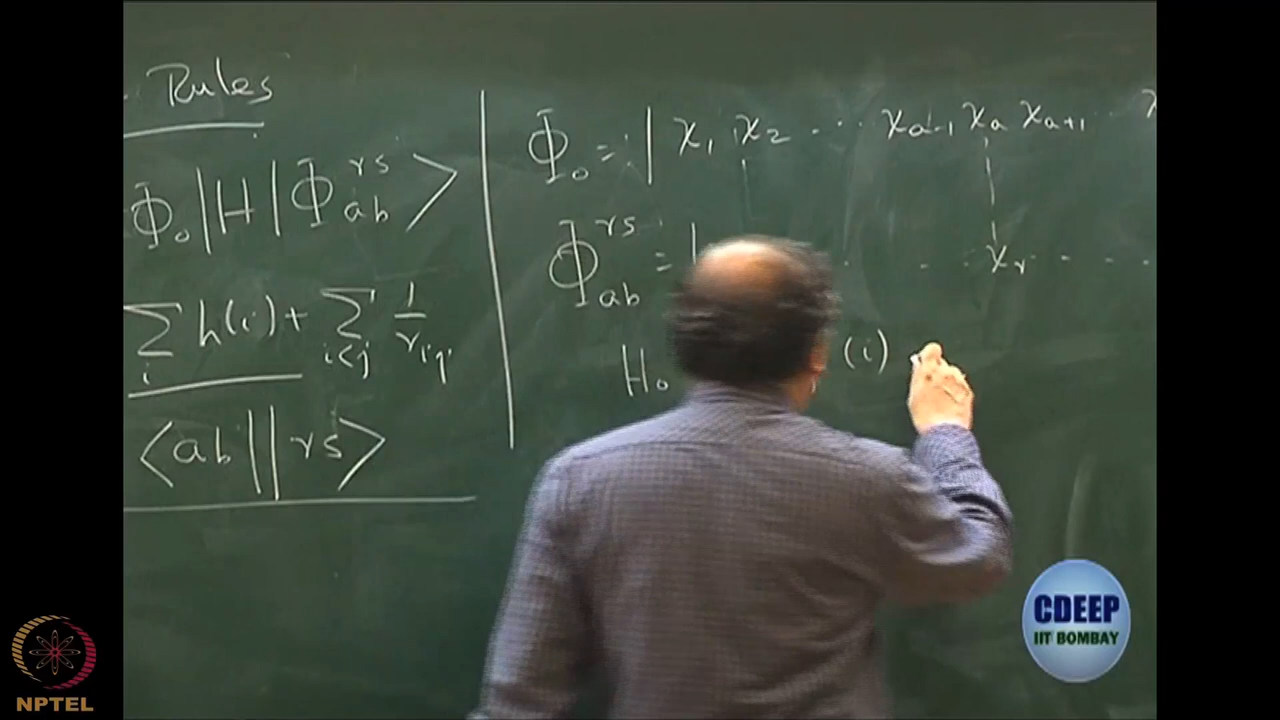 Rules
Φ₀|H|Φ_ab^rs⟩
∑_i h(i) + ∑_{i<j} 1/r_ij
⟨ab||rs⟩
Φ₀ = | χ₁ χ₂ ... χ_{a-1} χ_a χ_{a+1} ...
Φ_ab^rs = | . . . χ_r . . . .
H₀ (i)
CDEEP
IIT BOMBAY
NPTEL